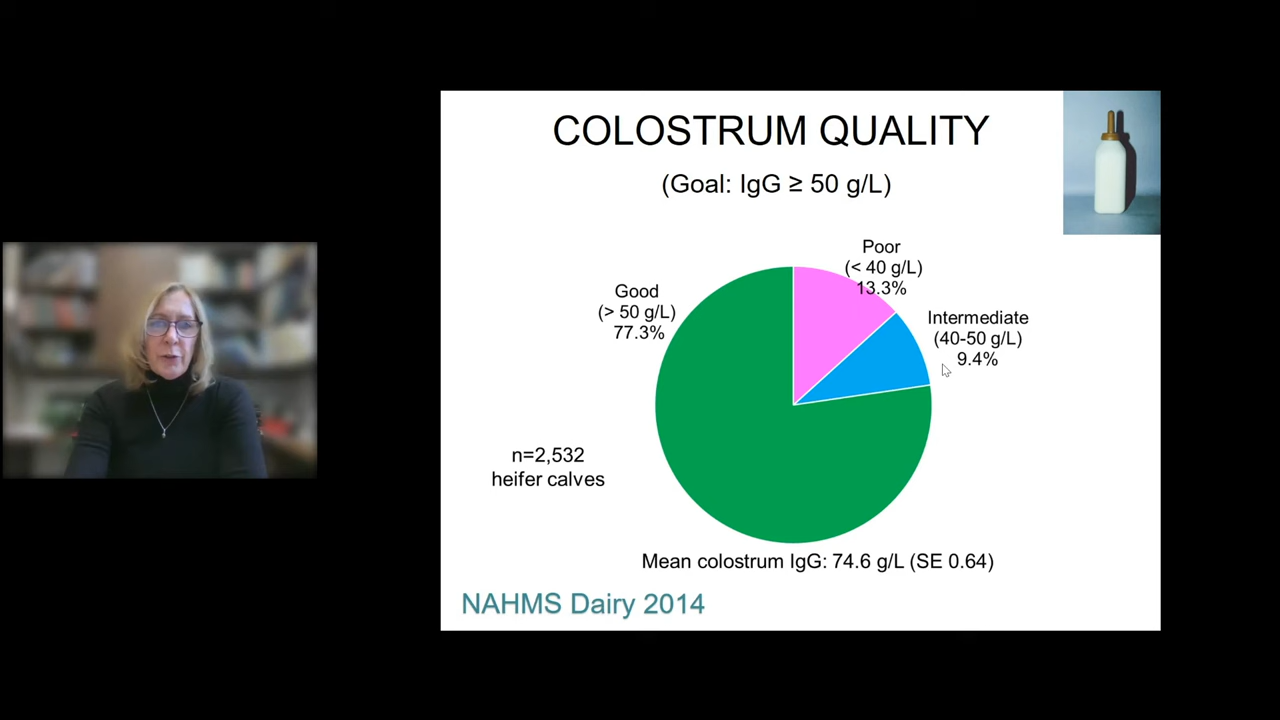 COLOSTRUM QUALITY
(Goal: IgG ≥ 50 g/L)
Poor
(< 40 g/L)
13.3%
Good
(> 50 g/L)
77.3%
Intermediate
(40-50 g/L)
9.4%
n=2,532
heifer calves
Mean colostrum IgG: 74.6 g/L (SE 0.64)
NAHMS Dairy 2014